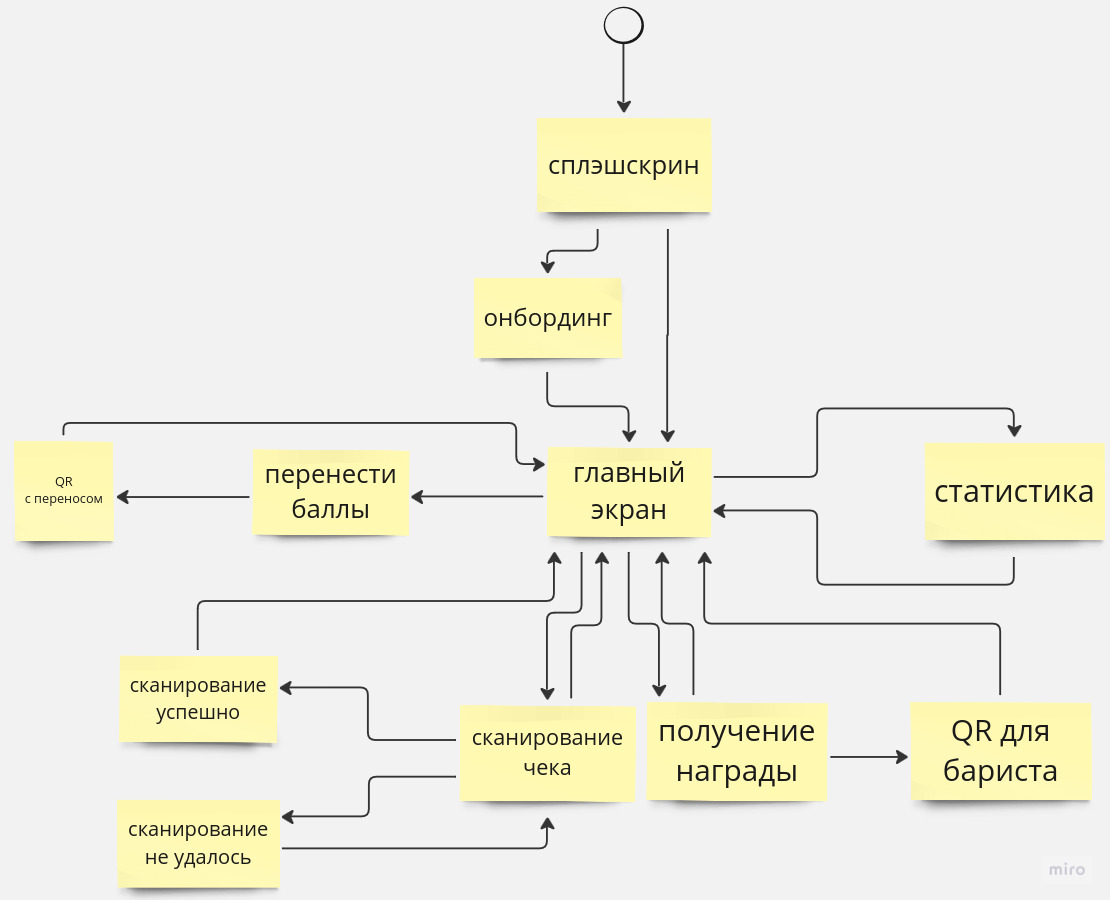 сплэшскрин
онбординг
QR
с переносом
перенести
баллы
главный
экран
статистика
сканирование
успешно
сканирование
чека
получение
награды
QR для
бариста
сканирование
не удалось
miro